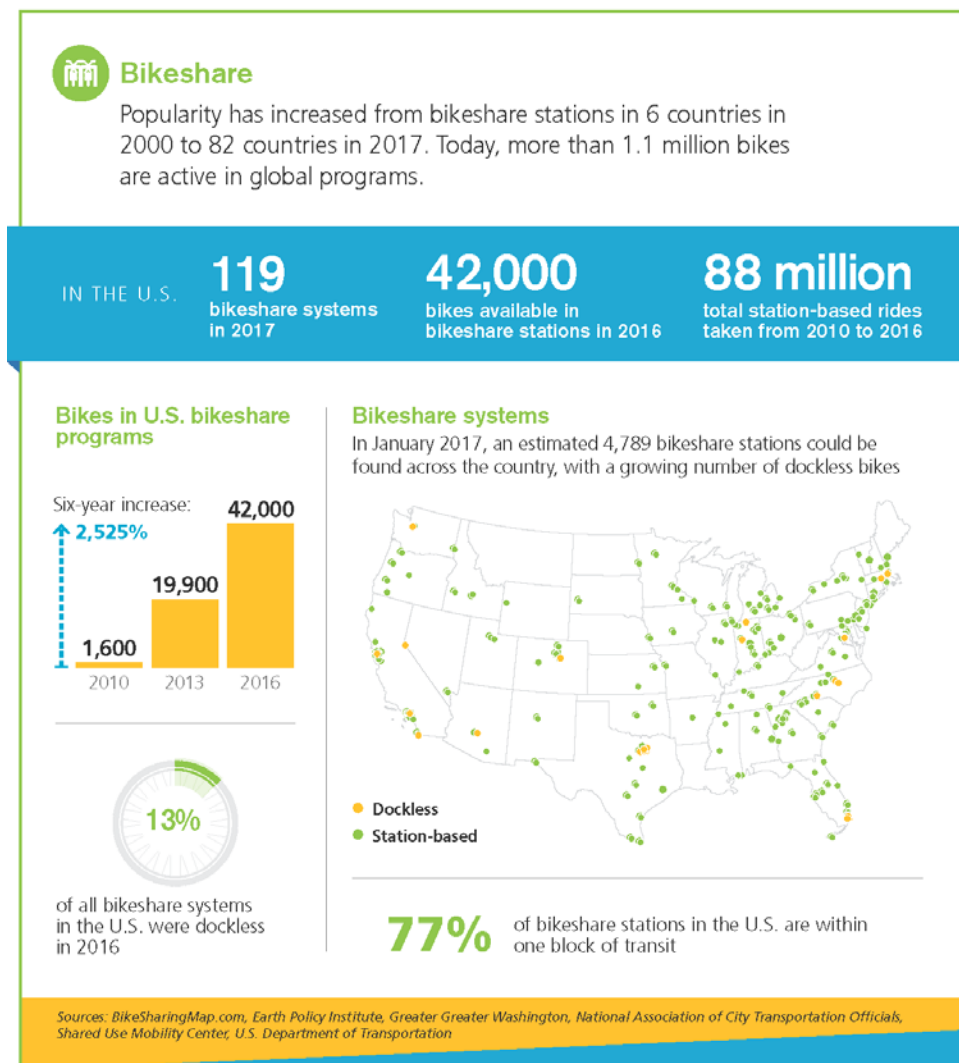 Bikeshare
Popularity has increased from bikeshare stations in 6 countries in
2000 to 82 countries in 2017. Today, more than 1.1 million bikes
are active in global programs.
IN THE U.S.
119
bikeshare systems
in 2017
42,000
bikes available in
bikeshare stations in 2016
88 million
total station-based rides
taken from 2010 to 2016
Bikes in U.S. bikeshare
programs
Six-year increase:
2,525%
42,000
19,900
1,600
2010 2013 2016
13%
of all bikeshare systems
in the U.S. were dockless
in 2016
Bikeshare systems
In January 2017, an estimated 4,789 bikeshare stations could be
found across the country, with a growing number of dockless bikes
Dockless
Station-based
77%
of bikeshare stations in the U.S. are within
one block of transit
Sources: BikeSharingMap.com, Earth Policy Institute, Greater Greater Washington, National Association of City Transportation Officials,
Shared Use Mobility Center, U.S. Department of Transportation